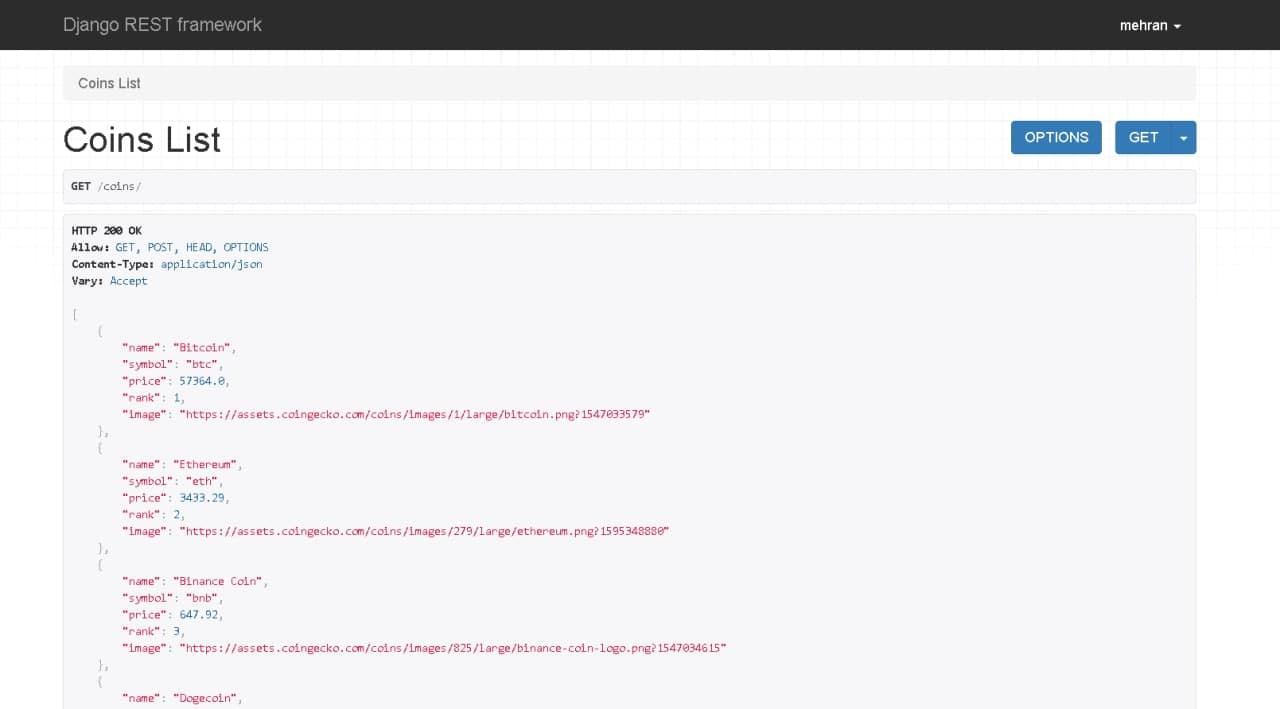 Django REST framework
mehran
Coins List
Coins List
OPTIONS
GET
GET /coins/
HTTP 200 OK
Allow: GET, POST, HEAD, OPTIONS
Content-Type: application/json
Vary: Accept
[
{
"name": "Bitcoin",
"symbol": "btc",
"price": 57364.0,
"rank": 1,
"image": "https://assets.coingecko.com/coins/images/1/large/bitcoin.png?1547033579"
},
{
"name": "Ethereum",
"symbol": "eth",
"price": 3433.29,
"rank": 2,
"image": "https://assets.coingecko.com/coins/images/279/large/ethereum.png?1595348880"
},
{
"name": "Binance Coin",
"symbol": "bnb",
"price": 647.92,
"rank": 3,
"image": "https://assets.coingecko.com/coins/images/825/large/binance-coin-logo.png?1547034615"
},
{
"name": "Dogecoin",